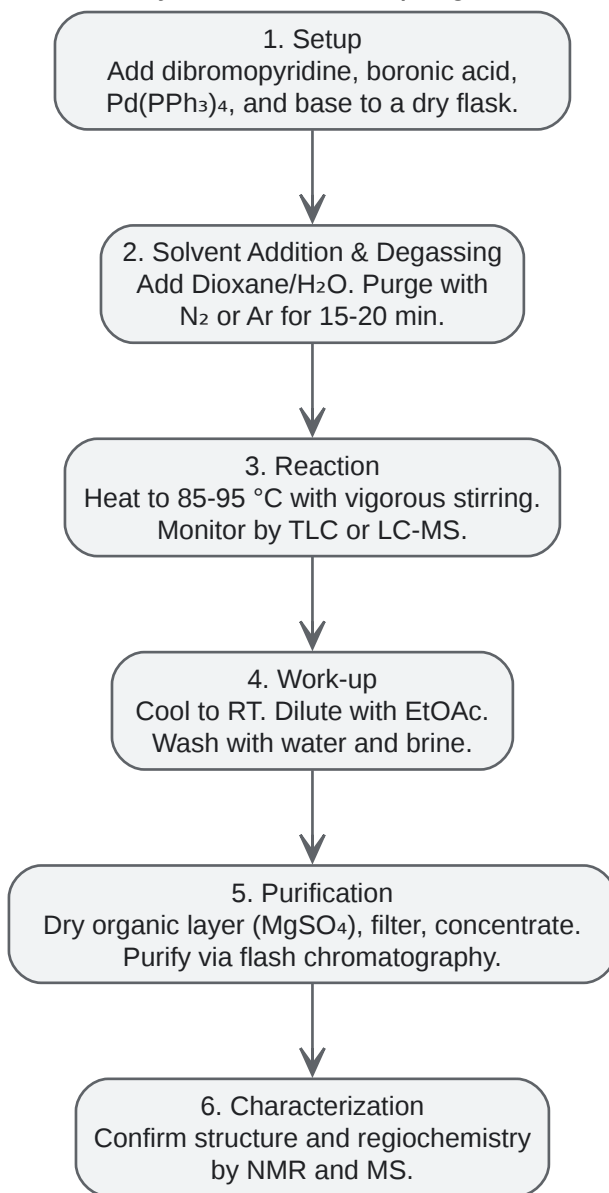 1. Setup
Add dibromopyridine, boronic acid,
Pd(PPh₃)₄, and base to a dry flask.
2. Solvent Addition & Degassing
Add Dioxane/H₂O. Purge with
N₂ or Ar for 15-20 min.
3. Reaction
Heat to 85-95 °C with vigorous stirring.
Monitor by TLC or LC-MS.
4. Work-up
Cool to RT. Dilute with EtOAc.
Wash with water and brine.
5. Purification
Dry organic layer (MgSO₄), filter, concentrate.
Purify via flash chromatography.
6. Characterization
Confirm structure and regiochemistry
by NMR and MS.